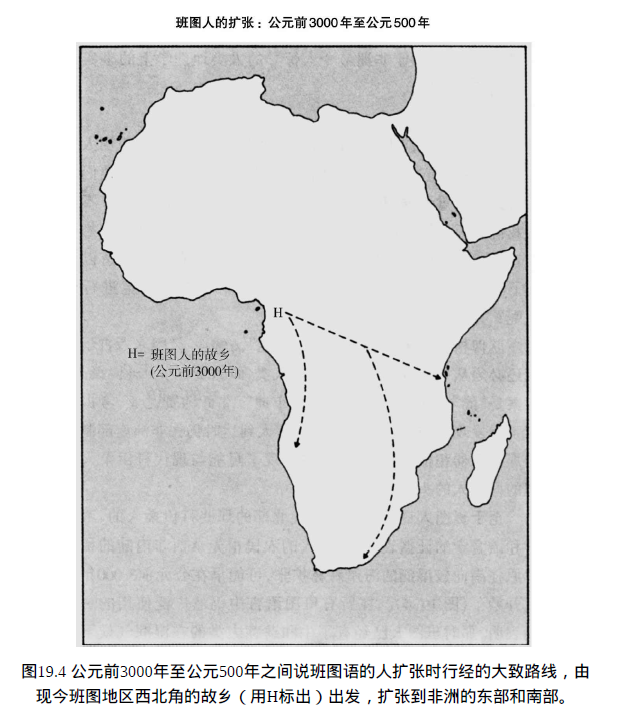 班图人的扩张：公元前3000年至公元500年
H
H= 班图人的故乡
(公元前3000年)
图19.4 公元前3000年至公元500年之间说班图语的人扩张时行经的大致路线，由
现今班图地区西北角的故乡（用H标出）出发，扩张到非洲的东部和南部。